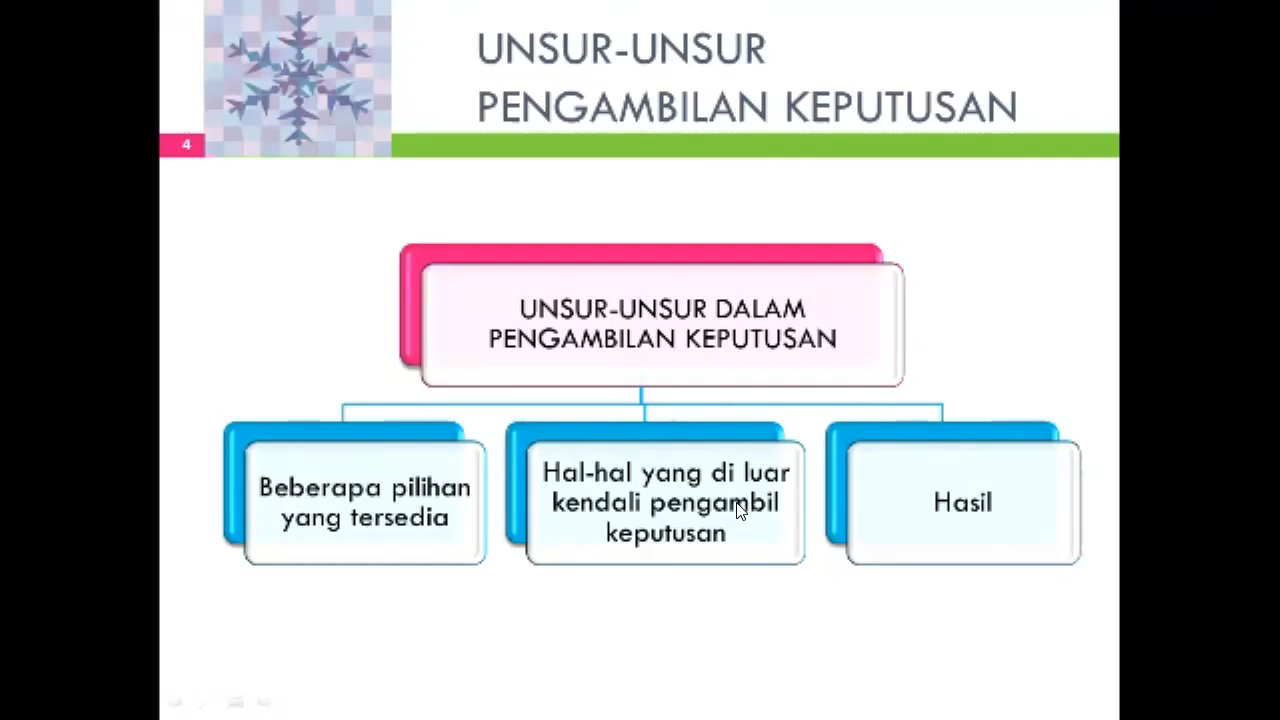 UNSUR-UNSUR
PENGAMBILAN KEPUTUSAN
4
UNSUR-UNSUR DALAM
PENGAMBILAN KEPUTUSAN
Beberapa pilihan
yang tersedia
Hal-hal yang di luar
kendali pengambil
keputusan
Hasil